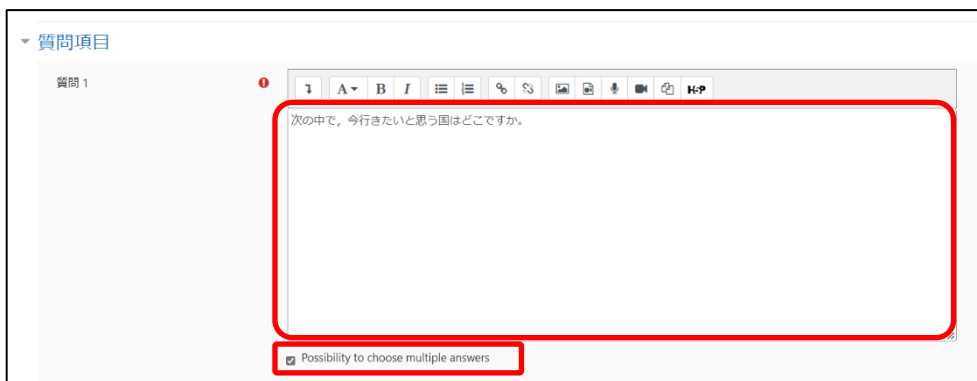 質問項目
質問 1
A B I H-P
次の中で，今行きたいと思う国はどこですか。
Possibility to choose multiple answers